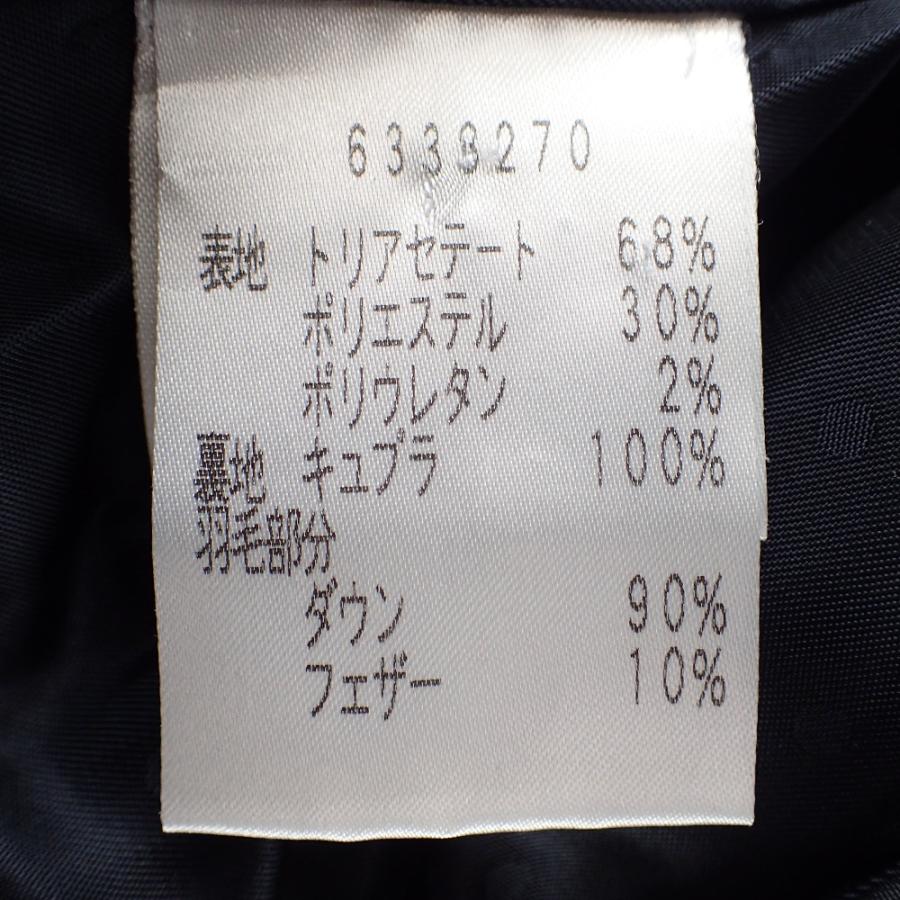 6338270
表地 トリアセテート 68%
ポリエステル 30%
ポリウレタン 2%
裏地 キュプラ 100%
羽毛部分
ダウン 90%
フェザー 10%